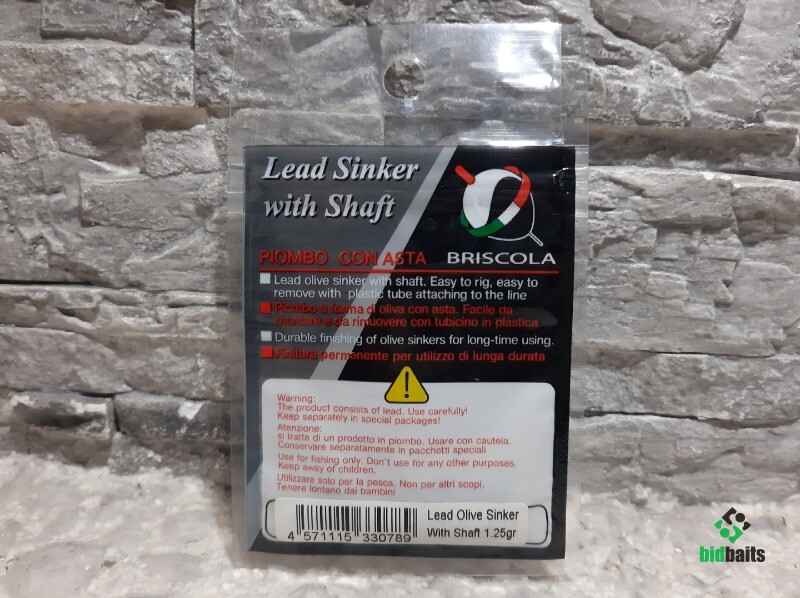 Lead Sinker
with Shaft
PIOMBO CON ASTA
BRISCOLA
Lead olive sinker with shaft. Easy to rig, easy to
remove with plastic tube attaching to the line
Piombo a forma di oliva con asta. Facile da
montare e da rimuovere con tubicino in plastica
Durable finishing of olive sinkers for long-time using.
Finitura permanente per utilizzo di lunga durata
Warning:
The product consists of lead. Use carefully!
Keep separately in special packages!
Atenzione:
si tratta di un prodotto in piombo. Usare con cauteia.
Conservare separatamente in pacchetti speciali
Use for fishing only. Don't use for any other purposes.
Keep away of children.
Utilizzare solo per la pesca. Non per altri scopi.
Tenere lontano dai bambini
4 571115 330789
Lead Olive Sinker
With Shaft 1.25gr
bidbaits